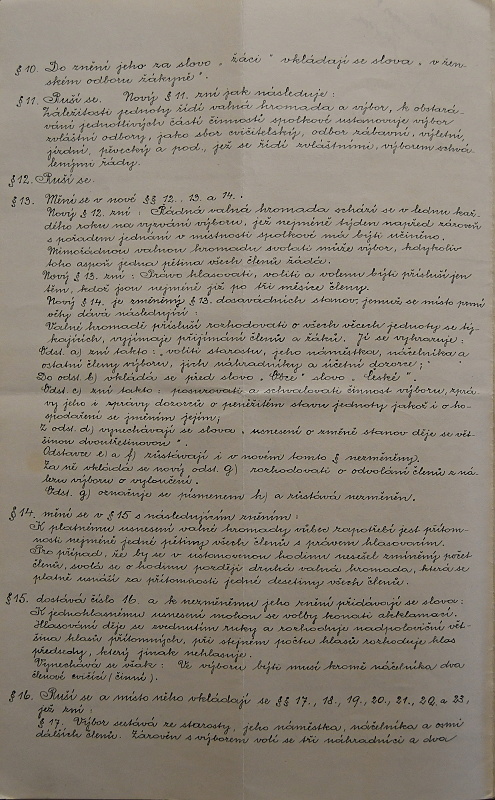 § 10. Do znění jeho za slovo „žáci" vkládají se slova „v žen-
ském odboru žákyně".
§ 11. Ruší se. Nový § 11. zní jak následuje:
Záležitosti jednoty řídí valná hromada a výbor, k obstará
vání jednotlivých částí činnosti spolkové ustanovuje výbor
zvláštní odbory, jako sbor cvičitelský, odbor zábavní, výletní,
jízdní, pěvecký a pod., jež se řídí zvláštními, výborem schvá
lenými řády.
§ 12. Ruší se.
§ 13. Mění se v nové §§ 12., 13. a 14. .
Nový § 12. zní: Řádná valná hromada schází se v lednu kaž-
dého roku na vyzvání výboru, jež nejméně týden napřed zároveň
s pořadem jednání v místnosti spolkové má býti učiněno.
Mimořádnou valnou hromadu svolati může výbor, kdykoliv
toho aspoň jedna pětina všech členů žádá.
Nový § 13. zní: Právo hlasovati, voliti a volenu býti přísluší jen
těm, kdož jsou nejméně již po tři měsíce členy.
Nový § 14. je změněný § 13. dosavádních stanov, jemuž se místo první
věty dává následující:
Valné hromadě přísluší rozhodovati o všech věcech jednoty se tý-
kajících, vyjímaje přijímání členů a žáků. Jí se vyhrazuje:
Odst. a) zní takto: „voliti starostu, jeho náměstka, náčelníka a
ostatní členy výboru, jich náhradníky a účetní dozorce;"
Do odst. b) vkládá se před slovo „Obce" slovo „České".
Odst. c) zní takto: posuzovati a schvalovati činnost výboru, zprá-
vy jeho i zprávy dozorců o peněžitém stavu jednoty jakož i o ho-
spodaření se jměním jejím;
Z odst. d) vynechávají se slova „usnesení o změně stanov děje se vět-
šinou dvoutřetinovou".
Odstavce e) a f) zůstávají i v novém tomto § nezměněny.
Za ně vkládá se nový odst. g) rozhodovati o odvolání členů z ná-
lezu výboru o vyloučení.
Odst. g) označuje se písmenem h) a zůstává nezměněn.
§ 14. mění se v § 15 s následujícím zněním:
K platnému usnesení valné hromady vůbec zapotřebí jest přítom-
nosti nejméně jedné pětiny všech členů s právem hlasovacím.
Pro případ, že by se v ustanovenou hodinu nesešel zmíněný počet
členů, svolá se o hodinu později druhá valná hromada, která se
platně usnáší za přítomnosti jedné desetiny všech členů.
§ 15. dostává číslo 16. a k nezměněnému jeho znění přidávají se slova:
K jednohlasnému usnesení mohou se volby konati akklamací.
Hlasování děje se zvednutím ruky a rozhoduje nadpoloviční vět-
šina hlasů přítomných, při stejném počtu hlasů rozhoduje hlas
předsedy, který jinak nehlasuje.
Vynechává se však: Ve výboru býti musí kromě náčelníka dva
členové cvičící (činní).
§ 16. Ruší se a místo něho vkládají se §§ 17., 18., 19., 20., 21., 22. a 23,
jež zní:
§ 17. Výbor sestává ze starosty, jeho náměstka, náčelníka a osmi
dalších členů. Zároveň s výborem volí se tři náhradníci a dva